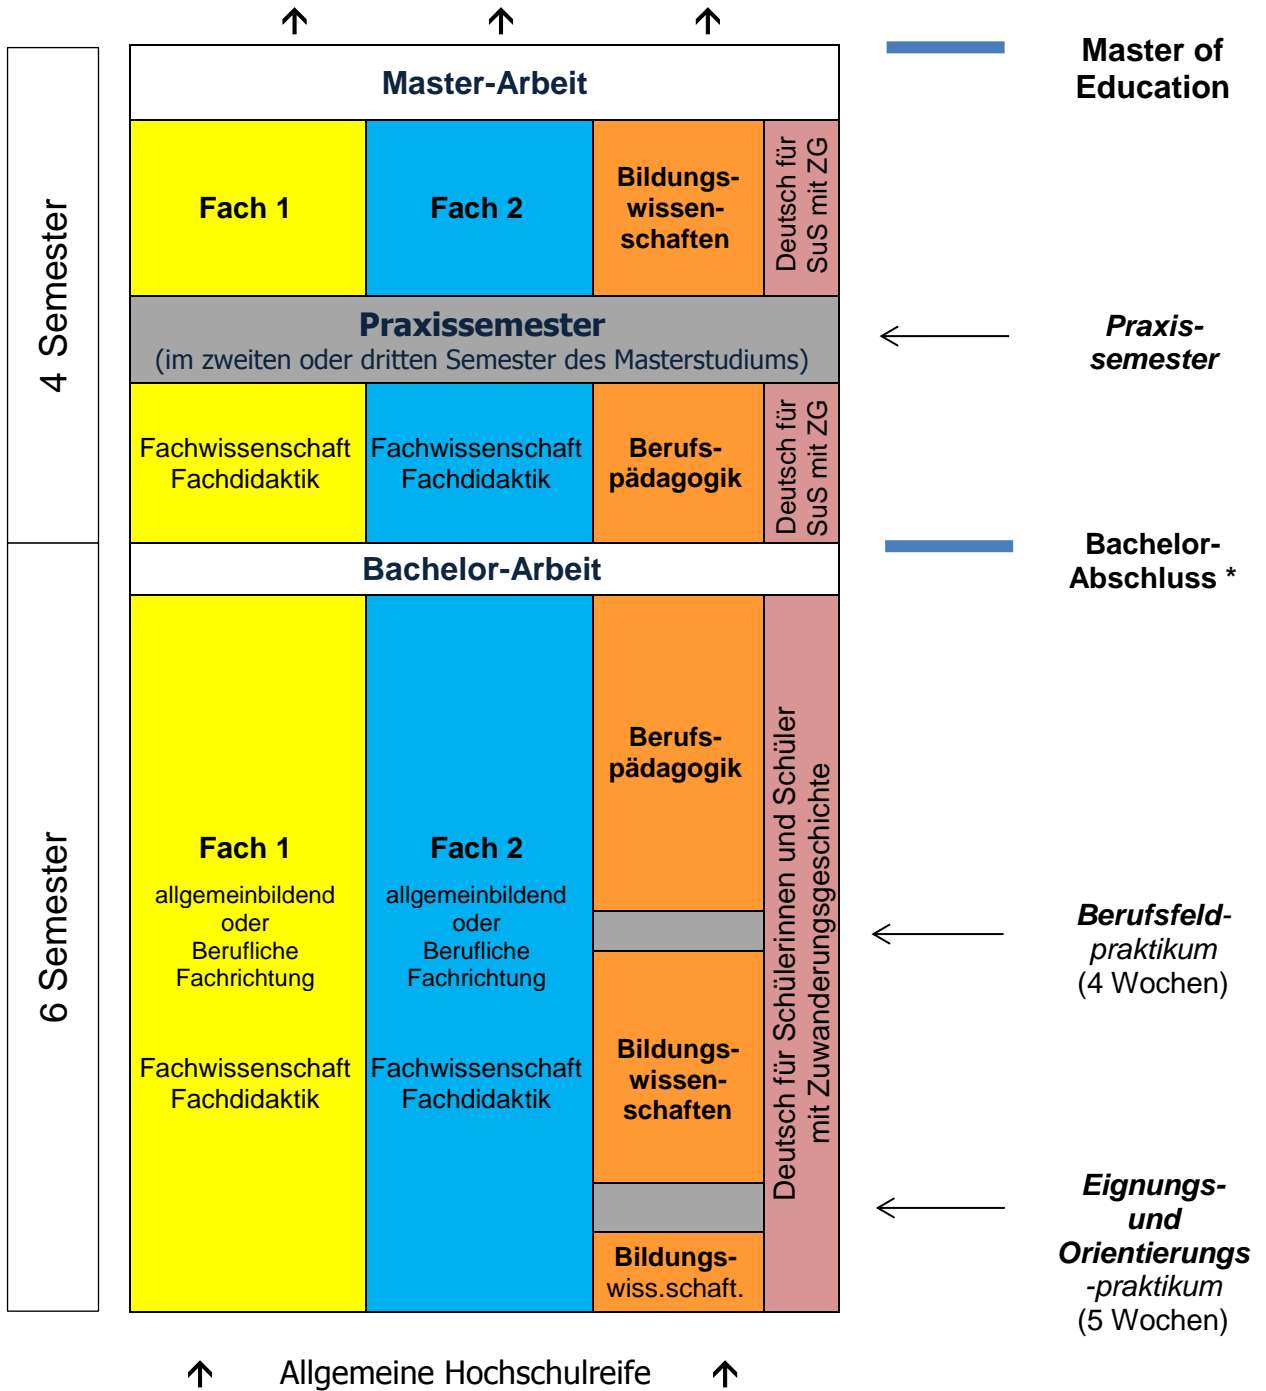 Master-Arbeit
Master of
Education
4 Semester
Fach 1
Fach 2
Bildungs-
wissen-
schaften
Deutsch für
SuS mit ZG
Praxissemester
(im zweiten oder dritten Semester des Masterstudiums)
Praxis-
semester
Fachwissenschaft
Fachdidaktik
Fachwissenschaft
Fachdidaktik
Berufs-
pädagogik
Deutsch für
SuS mit ZG
Bachelor-Arbeit
Bachelor-
Abschluss *
6 Semester
Fach 1
allgemeinbildend
oder
Berufliche
Fachrichtung
Fachwissenschaft
Fachdidaktik
Fach 2
allgemeinbildend
oder
Berufliche
Fachrichtung
Fachwissenschaft
Fachdidaktik
Berufs-
pädagogik
Bildungs-
wissen-
schaften
Bildungs-
wiss.schaft.
Deutsch für Schülerinnen und Schüler
mit Zuwanderungsgeschichte
Berufsfeld-
praktikum
(4 Wochen)
Eignungs-
und
Orientierungs
-praktikum
(5 Wochen)
Allgemeine Hochschulreife